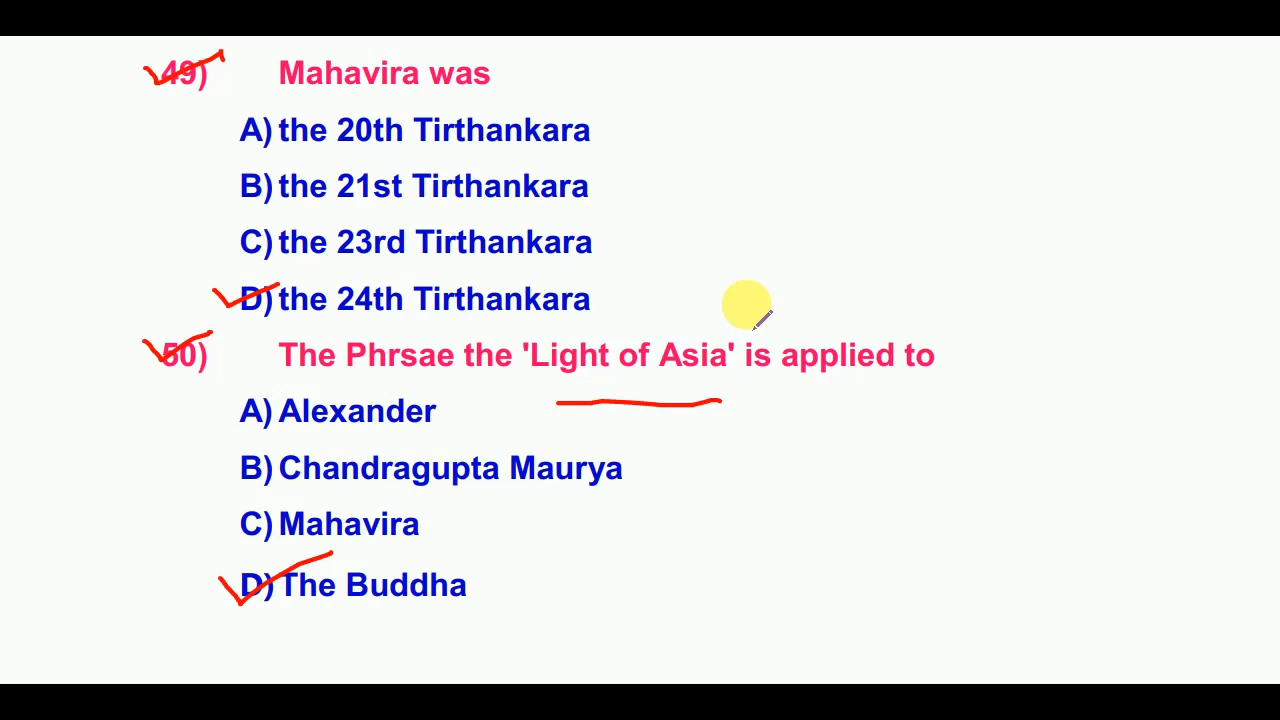 49) Mahavira was
A) the 20th Tirthankara
B) the 21st Tirthankara
C) the 23rd Tirthankara
D) the 24th Tirthankara
50) The Phrsae the 'Light of Asia' is applied to
A) Alexander
B) Chandragupta Maurya
C) Mahavira
D) The Buddha